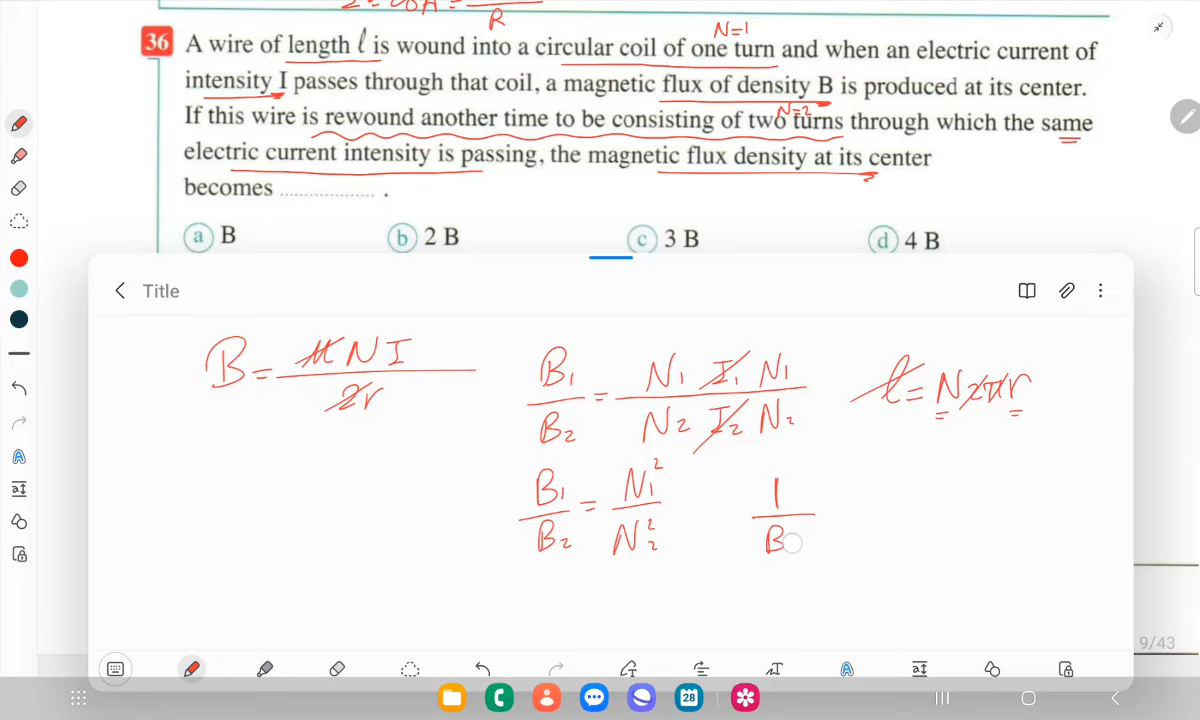 R
N=1
36 A wire of length l is wound into a circular coil of one turn and when an electric current of
intensity I passes through that coil, a magnetic flux of density B is produced at its center.
N=2
If this wire is rewound another time to be consisting of two turns through which the same
electric current intensity is passing, the magnetic flux density at its center
becomes .................... .
a B b 2 B c 3 B d 4 B
Title
B = μNI / 2r
B1 / B2 = N1 I1 N1 / N2 I2 N2
l = N2πr
B1 / B2 = N1² / N2²
1 / B
9/43
28